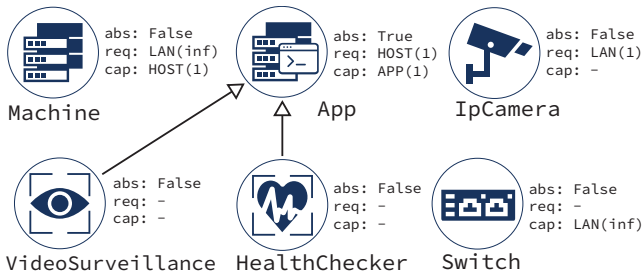 abs: False
req: LAN(inf)
cap: HOST(1)
Machine
abs: True
req: HOST(1)
cap: APP(1)
App
abs: False
req: LAN(1)
cap: -
IpCamera
abs: False
req: -
cap: -
VideoSurveillance
abs: False
req: -
cap: -
HealthChecker
abs: False
req: -
cap: LAN(inf)
Switch